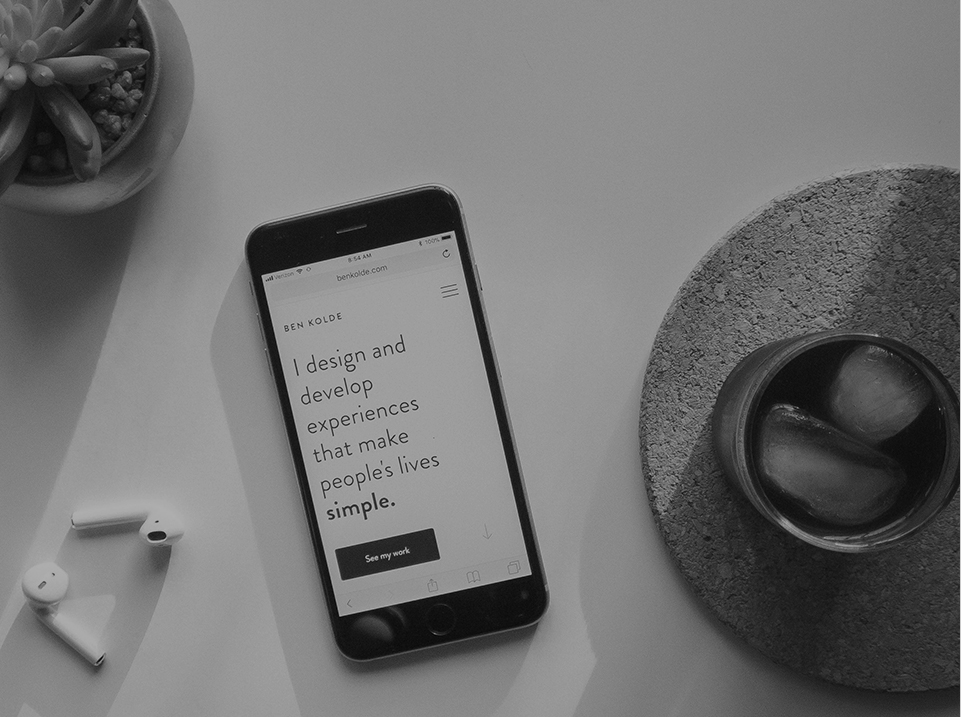 Verizon 8:54 AM 100%
benkolde.com
BEN KOLDE
I design and
develop
experiences
that make
people's lives
simple.
See my work